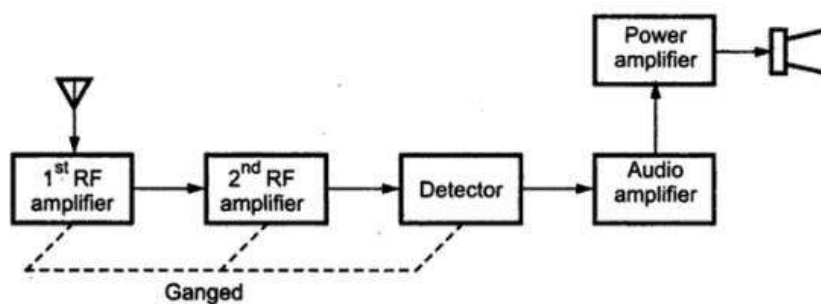 Power
amplifier
1st RF
amplifier
2nd RF
amplifier
Detector
Audio
amplifier
Ganged